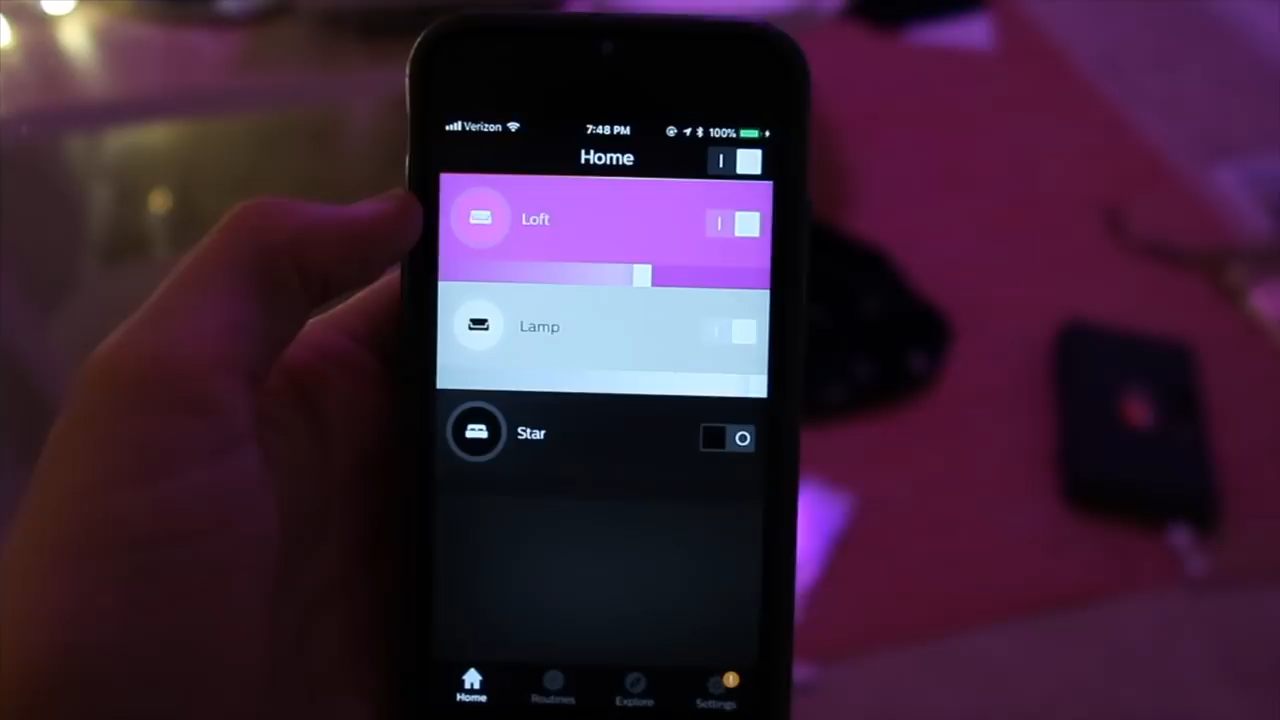 Verizon 7:48 PM 100%
Home
Loft
Lamp
Star
Home Routines Explore Settings